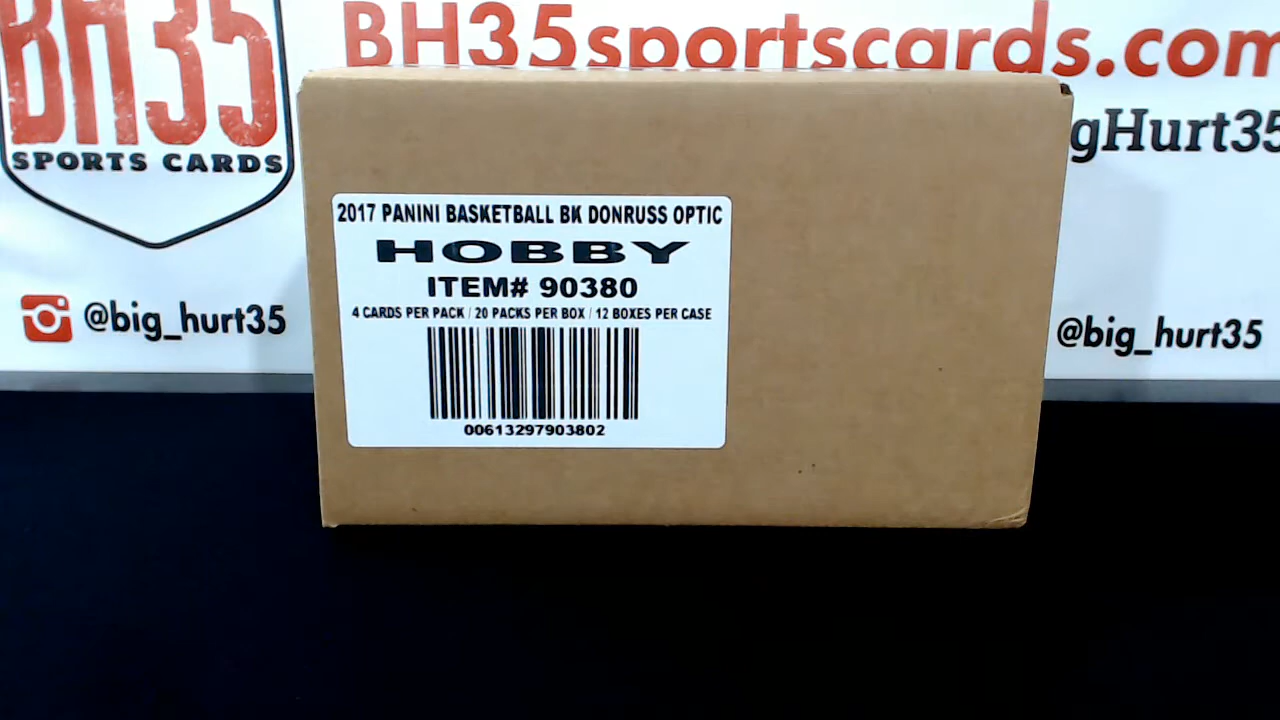 BH35
SPORTS CARDS
@big_hurt35
BH35sportscards.com
gHurt35
@big_hurt35
2017 PANINI BASKETBALL BK DONRUSS OPTIC
HOBBY
ITEM# 90380
4 CARDS PER PACK / 20 PACKS PER BOX / 12 BOXES PER CASE
00613297903802